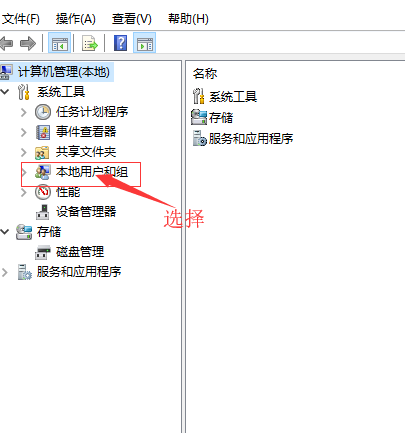 文件(F) 操作(A) 查看(V) 帮助(H)
计算机管理(本地)
系统工具
任务计划程序
事件查看器
共享文件夹
本地用户和组
性能
设备管理器
存储
磁盘管理
服务和应用程序
选择
名称
系统工具
存储
服务和应用程序